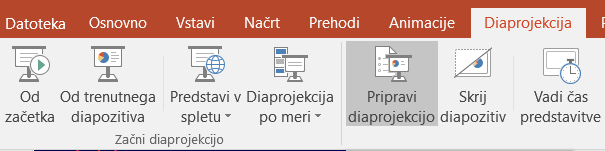 Datoteka Osnovno Vstavi Načrt Prehodi Animacije Diaprojekcija
Od začetka
Od trenutnega diapozitiva
Predstavi v spletu
Diaprojekcija po meri
Pripravi diaprojekcijo
Skrij diapozitiv
Vadi čas predstavitve
Začni diaprojekcijo